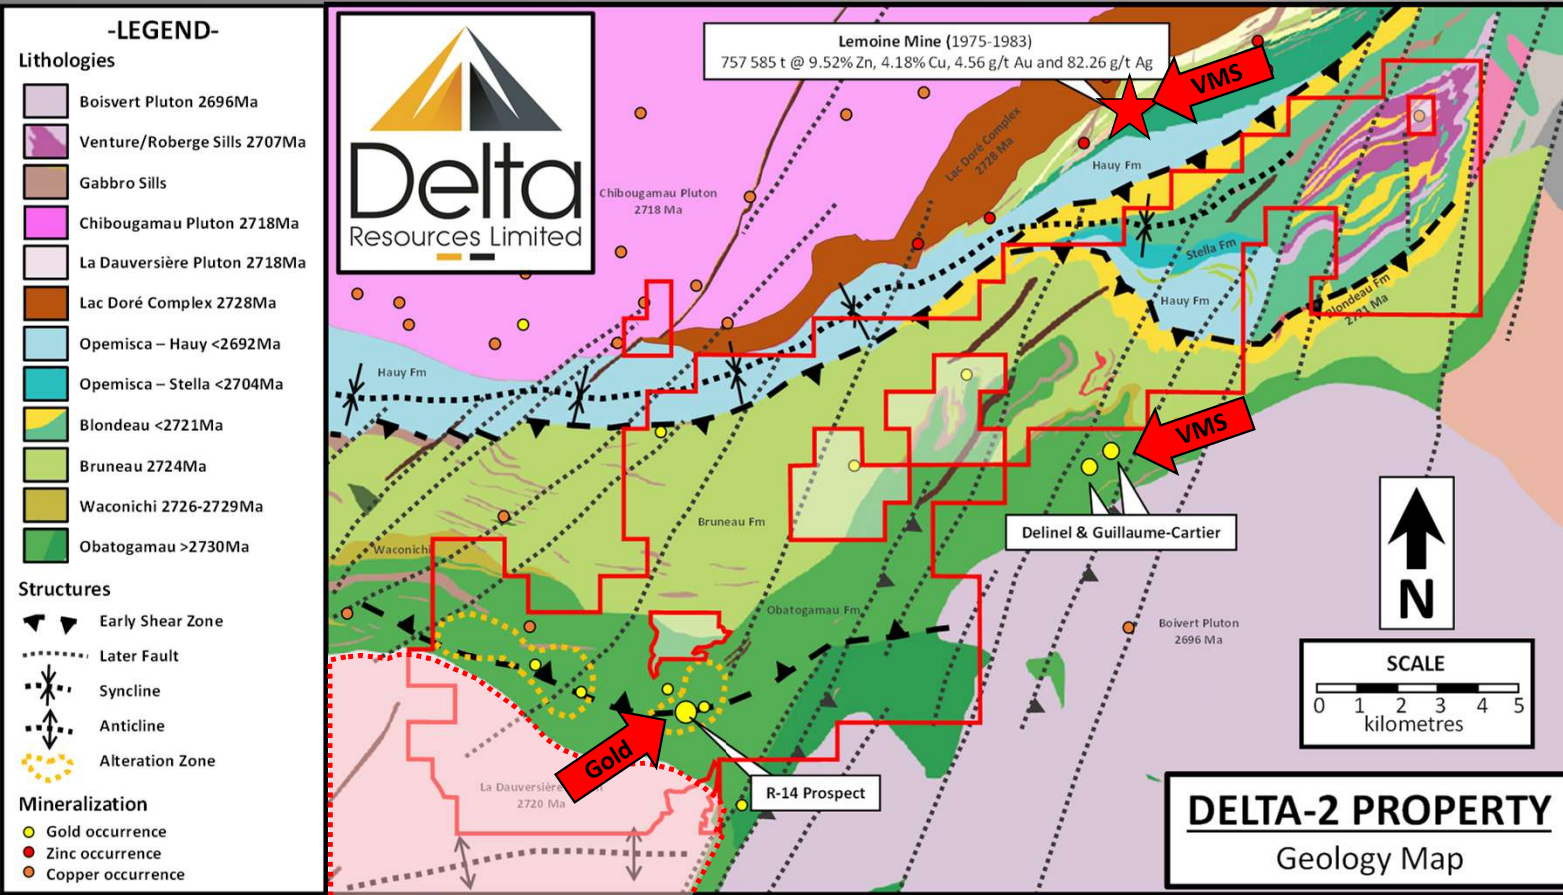 -LEGEND-
Lithologies
Boisvert Pluton 2696Ma
Venture/Roberge Sills 2707Ma
Gabbro Sills
Chibougamau Pluton 2718Ma
La Dauversière Pluton 2718Ma
Lac Doré Complex 2728Ma
Opemisca – Hauy <2692Ma
Opemisca – Stella <2704Ma
Blondeau <2721Ma
Bruneau 2724Ma
Waconichi 2726-2729Ma
Obatogamau >2730Ma
Structures
Early Shear Zone
Later Fault
Syncline
Anticline
Alteration Zone
Mineralization
Gold occurrence
Zinc occurrence
Copper occurrence
Delta
Resources Limited
Lemoine Mine (1975-1983)
757 585 t @ 9.52% Zn, 4.18% Cu, 4.56 g/t Au and 82.26 g/t Ag
VMS
Chibougamau Pluton
2718 Ma
Lac Doré Complex
2728 Ma
Hauy Fm
Stella Fm
Hauy Fm
Blondeau Fm
2721 Ma
Hauy Fm
VMS
Bruneau Fm
Delinel & Guillaume-Cartier
Waconichi
Obatogamau Fm
Boivert Pluton
2696 Ma
N
SCALE
0 1 2 3 4 5
kilometres
Gold
La Dauversière
2720 Ma
R-14 Prospect
DELTA-2 PROPERTY
Geology Map